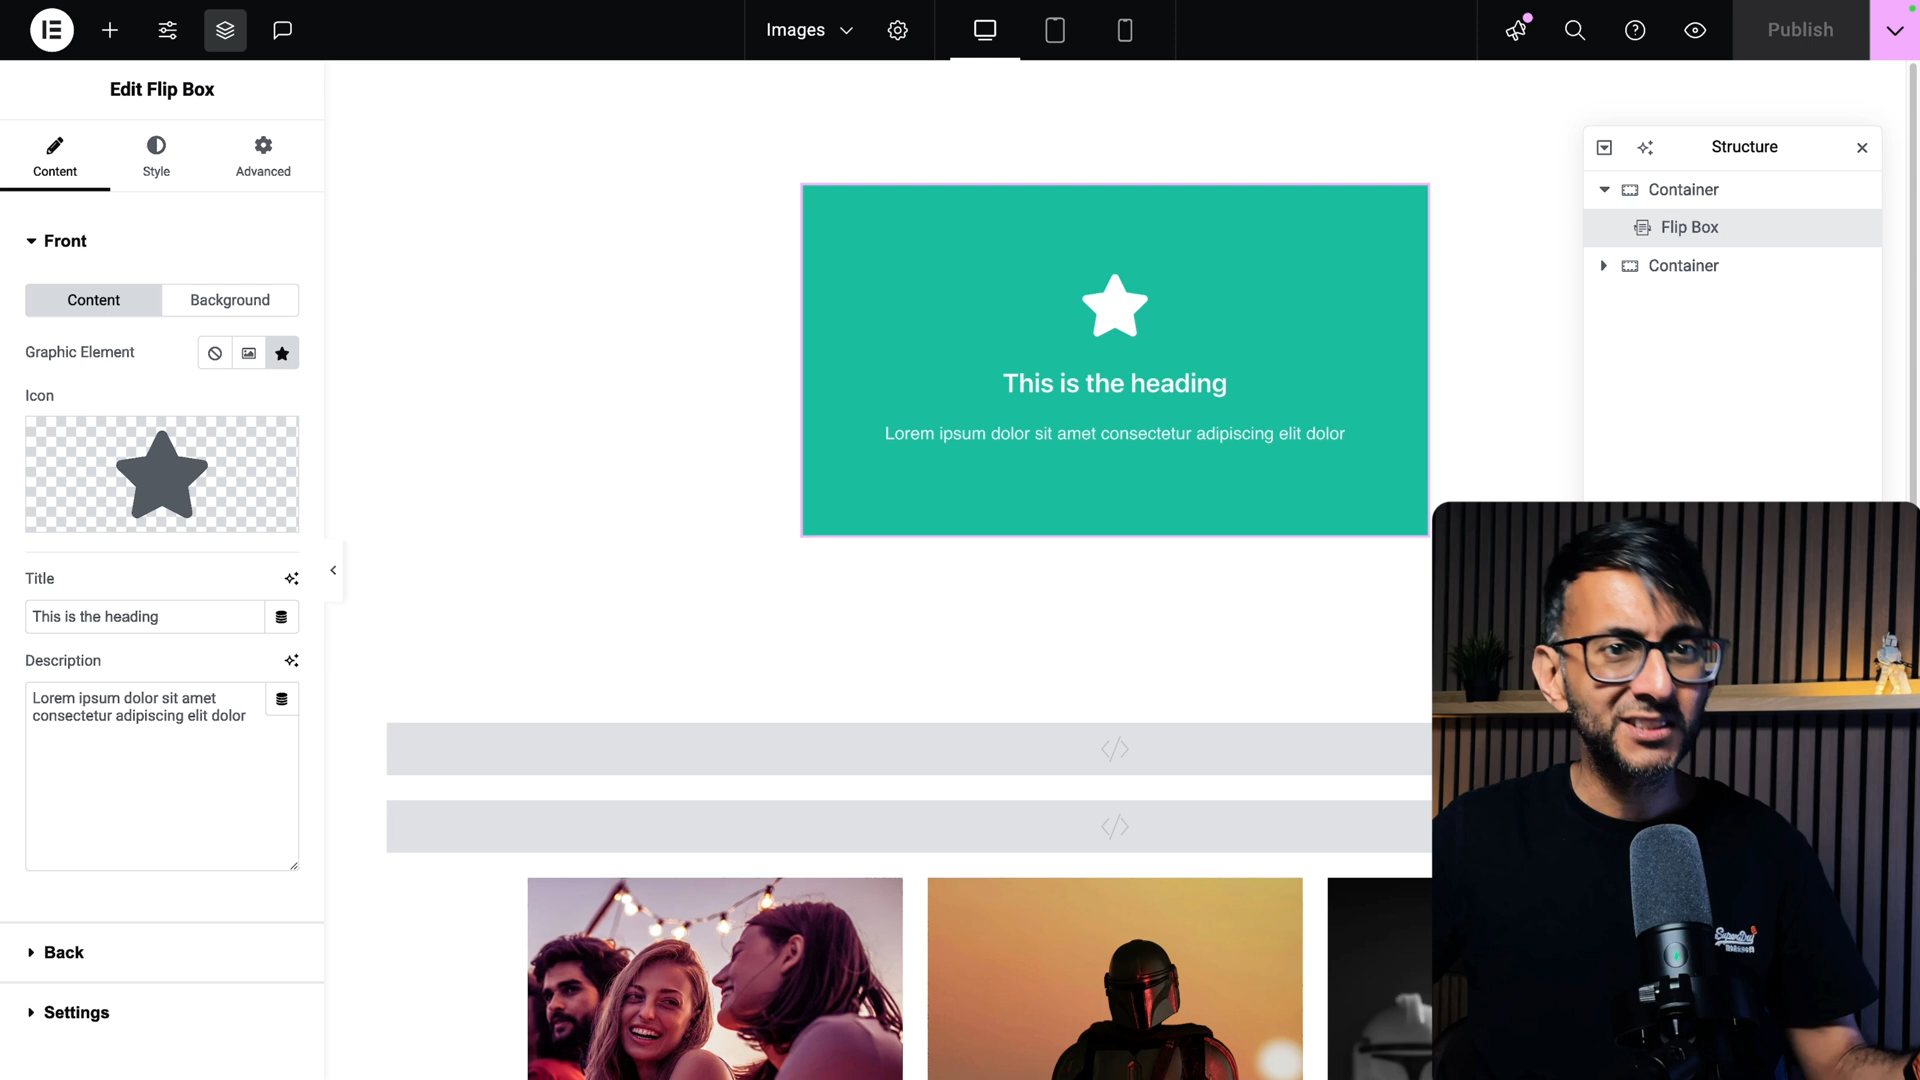 Images
Publish
Edit Flip Box
Content
Style
Advanced
Front
Content
Background
Graphic Element
Icon
Title
This is the heading
Description
Lorem ipsum dolor sit amet
consectetur adipiscing elit dolor
Back
Settings
This is the heading
Lorem ipsum dolor sit amet consectetur adipiscing elit dolor
Structure
Container
Flip Box
Container